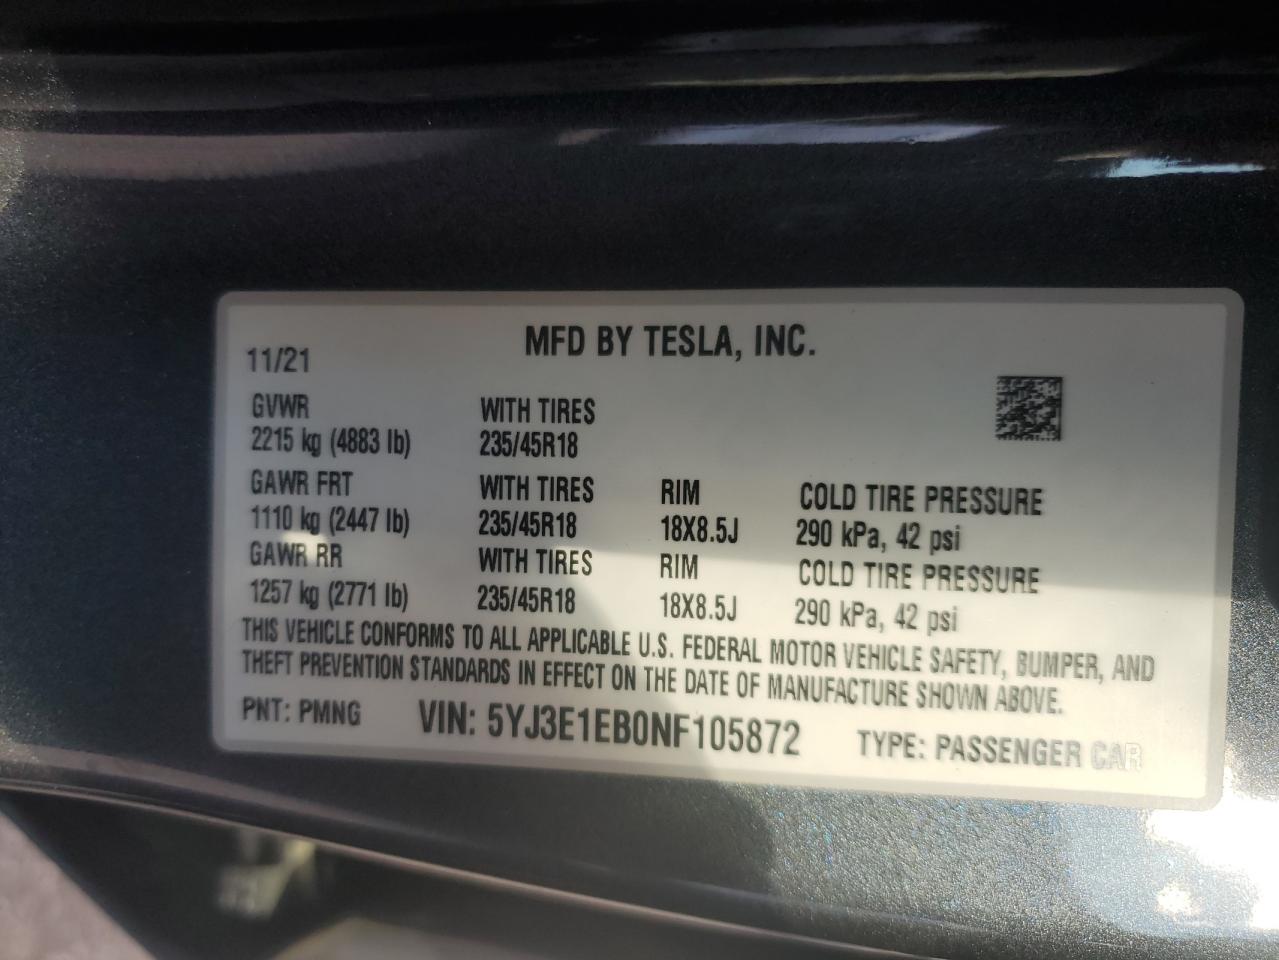 MFD BY TESLA, INC.
11/21
GVWR WITH TIRES
2215 kg (4883 lb) 235/45R18
GAWR FRT WITH TIRES RIM COLD TIRE PRESSURE
1110 kg (2447 lb) 235/45R18 18X8.5J 290 kPa, 42 psi
GAWR RR WITH TIRES RIM COLD TIRE PRESSURE
1257 kg (2771 lb) 235/45R18 18X8.5J 290 kPa, 42 psi
THIS VEHICLE CONFORMS TO ALL APPLICABLE U.S. FEDERAL MOTOR VEHICLE SAFETY, BUMPER, AND
THEFT PREVENTION STANDARDS IN EFFECT ON THE DATE OF MANUFACTURE SHOWN ABOVE.
PNT: PMNG VIN: 5YJ3E1EB0NF105872 TYPE: PASSENGER CAR